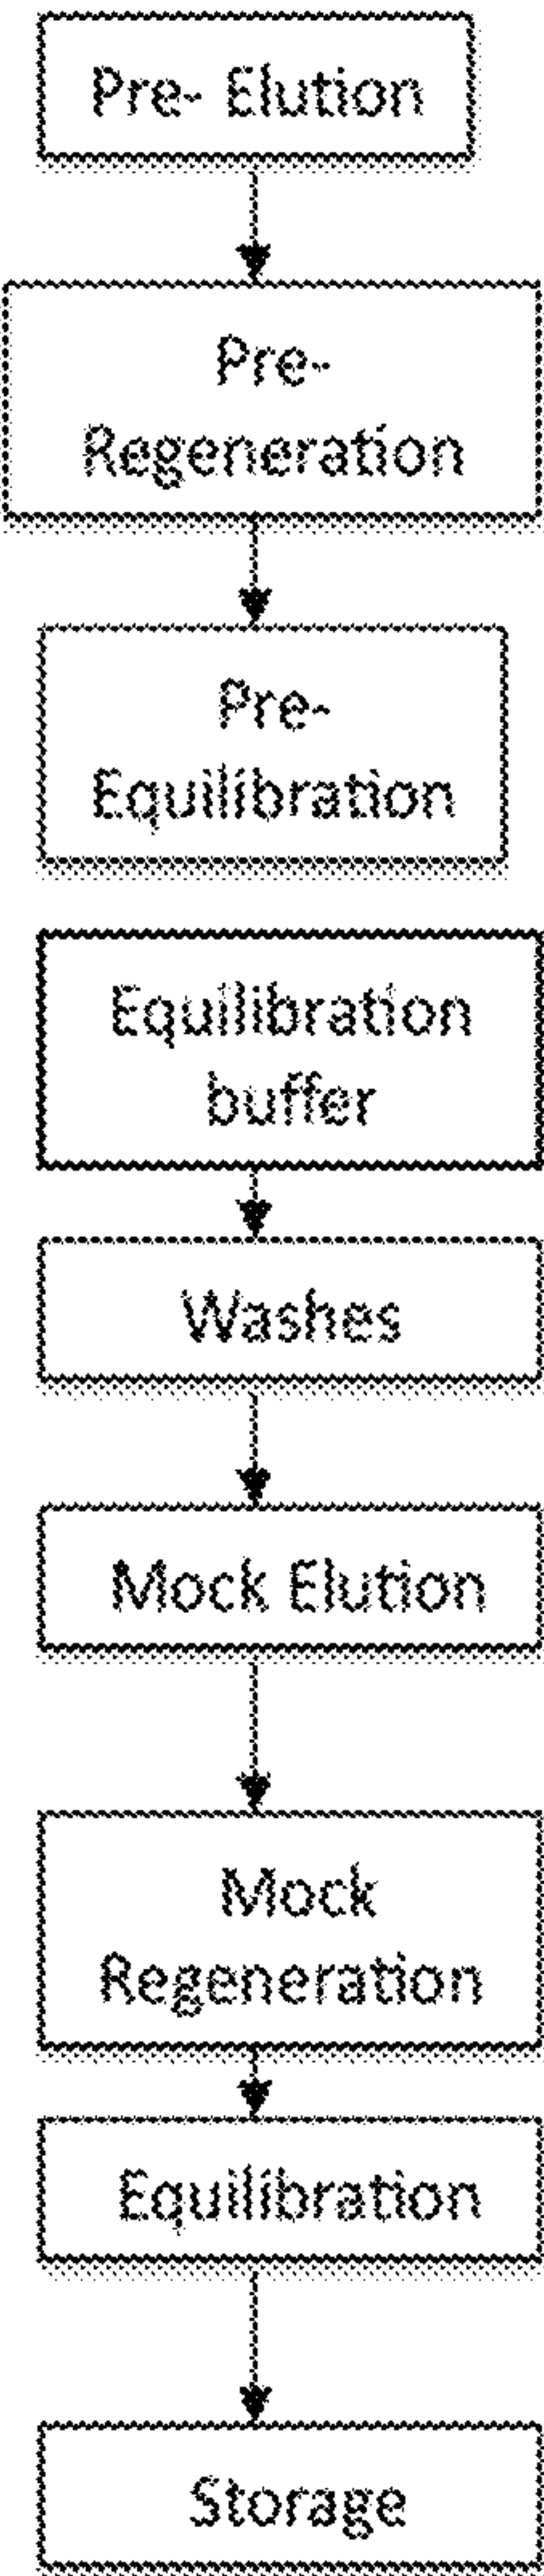 Pre- Elution
Pre-
Regeneration
Pre-
Equilibration
Equilibration
buffer
Washes
Mock Elution
Mock
Regeneration
Equilibration
Storage